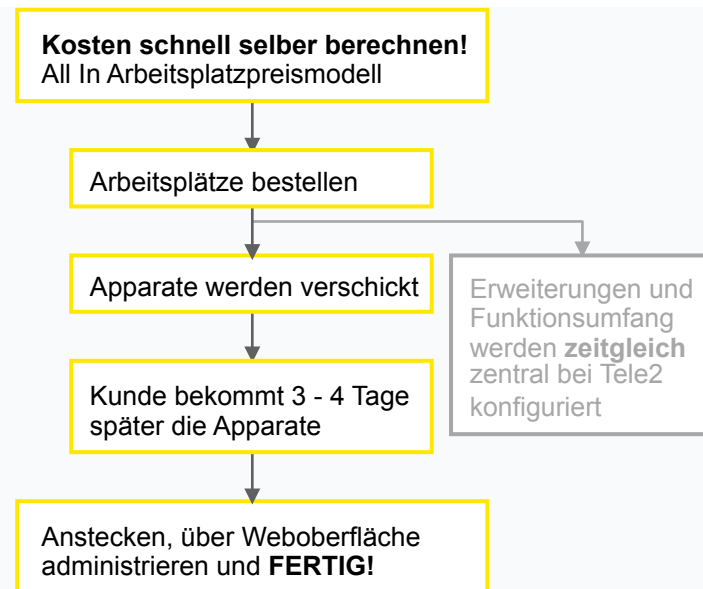 Kosten schnell selber berechnen!
All In Arbeitsplatzpreismodell
Arbeitsplätze bestellen
Apparate werden verschickt
Erweiterungen und
Funktionsumfang
werden zeitgleich
zentral bei Tele2
konfiguriert
Kunde bekommt 3 - 4 Tage
später die Apparate
Anstecken, über Weboberfläche
administrieren und FERTIG!